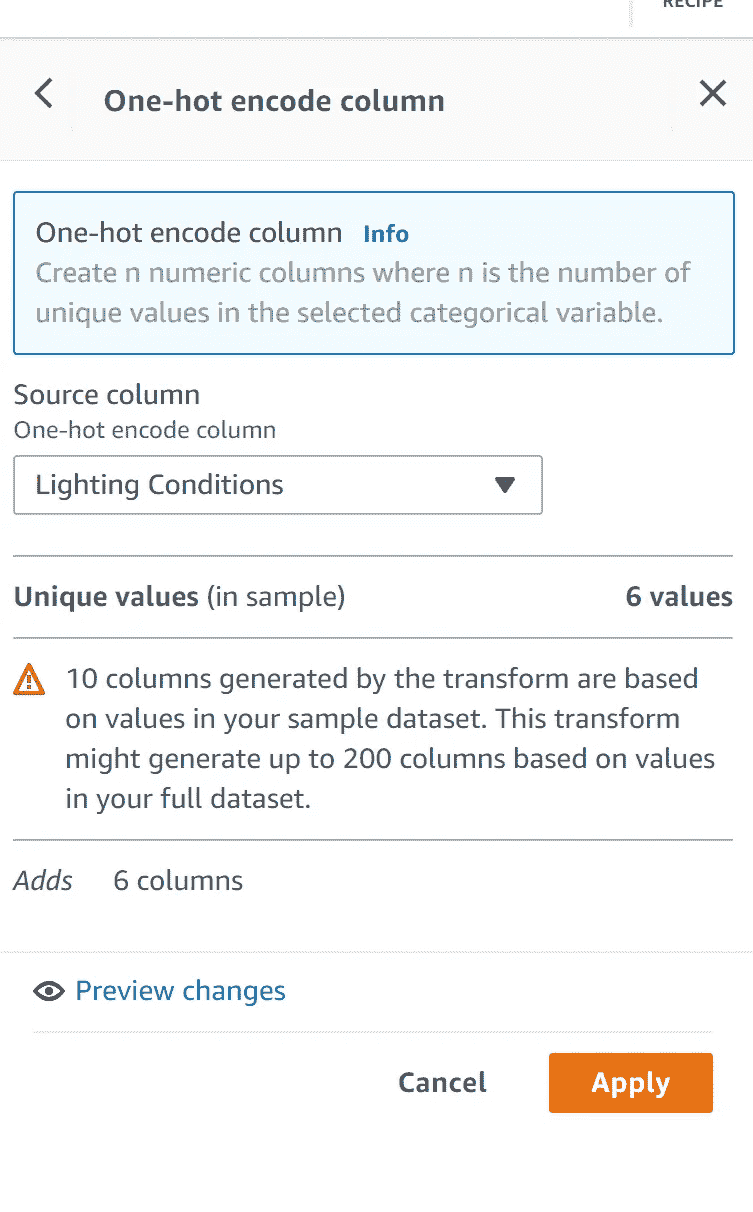 RECIPE
One-hot encode column
One-hot encode column Info
Create n numeric columns where n is the number of
unique values in the selected categorical variable.
Source column
One-hot encode column
Lighting Conditions
Unique values (in sample) 6 values
10 columns generated by the transform are based
on values in your sample dataset. This transform
might generate up to 200 columns based on values
in your full dataset.
Adds 6 columns
Preview changes
Cancel Apply